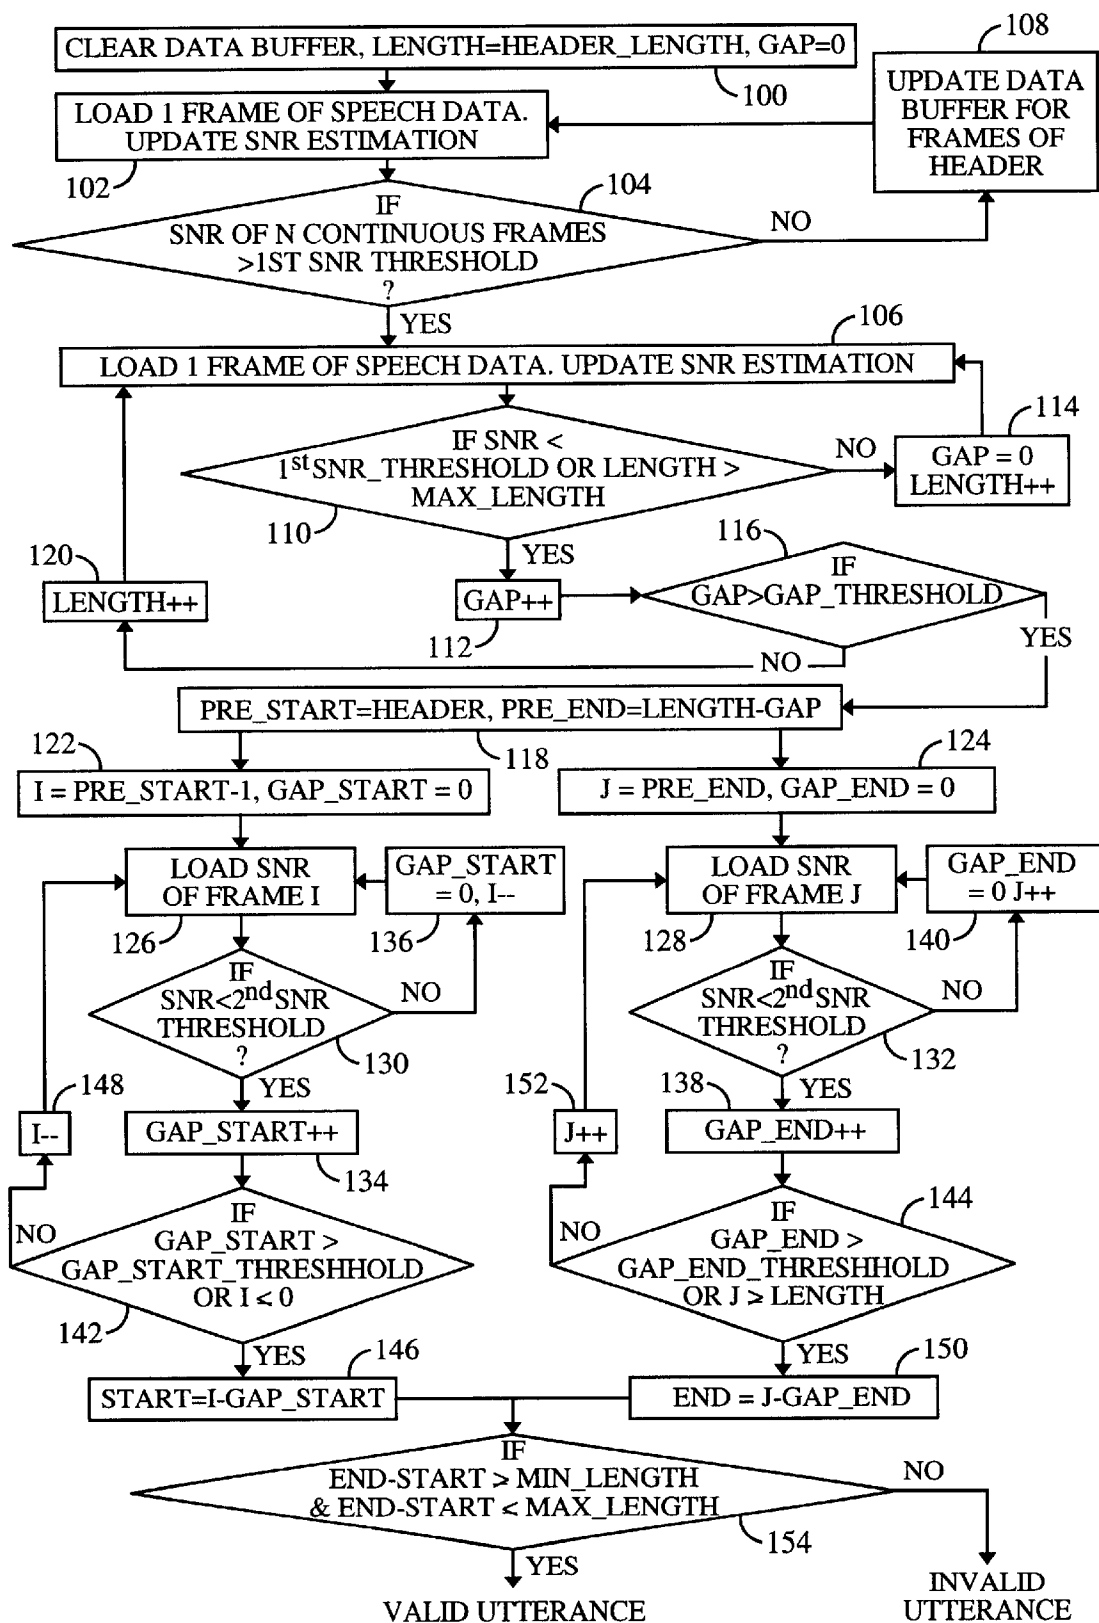 CLEAR DATA BUFFER, LENGTH=HEADER_LENGTH, GAP=0
100
108
UPDATE DATA
BUFFER FOR
FRAMES OF
HEADER
LOAD 1 FRAME OF SPEECH DATA.
UPDATE SNR ESTIMATION
102
104
IF
SNR OF N CONTINUOUS FRAMES
>1ST SNR THRESHOLD
?
NO
YES
106
LOAD 1 FRAME OF SPEECH DATA. UPDATE SNR ESTIMATION
IF SNR <
1st SNR_THRESHOLD OR LENGTH >
MAX_LENGTH
110
NO
114
GAP = 0
LENGTH++
YES
120
LENGTH++
GAP++
112
116
IF
GAP>GAP_THRESHOLD
YES
NO
PRE_START=HEADER, PRE_END=LENGTH-GAP
118
122
I = PRE_START-1, GAP_START = 0
124
J = PRE_END, GAP_END = 0
LOAD SNR
OF FRAME I
126
GAP_START
= 0, I--
136
LOAD SNR
OF FRAME J
128
GAP_END
= 0 J++
140
IF
SNR<2nd SNR
THRESHOLD
?
130
NO
YES
IF
SNR<2nd SNR
THRESHOLD
?
132
NO
YES
148
I--
GAP_START++
134
152
J++
138
GAP_END++
IF
GAP_START >
GAP_START_THRESHHOLD
OR I < 0
142
NO
YES
144
IF
GAP_END >
GAP_END_THRESHHOLD
OR J ≥ LENGTH
NO
YES
146
START=I-GAP_START
150
END = J-GAP_END
IF
END-START > MIN_LENGTH
& END-START < MAX_LENGTH
154
NO
YES
VALID UTTERANCE
INVALID
UTTERANCE